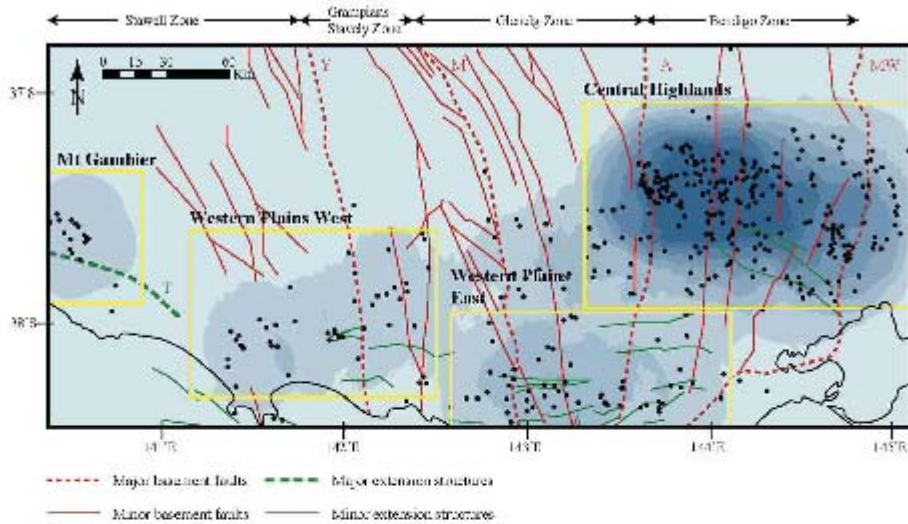 Stawell Zone
Grampians
Stavely Zone
Glenelg Zone
Bendigo Zone
0 15 30 60
Km
N
Y
M
A
MW
37°S
Central Highlands
Mt Gambier
Western Plains West
Western Plains
East
T
38°S
141°E
142°E
143°E
144°E
145°E
Major basement faults
Major extension structures
Minor basement faults
Minor extension structures